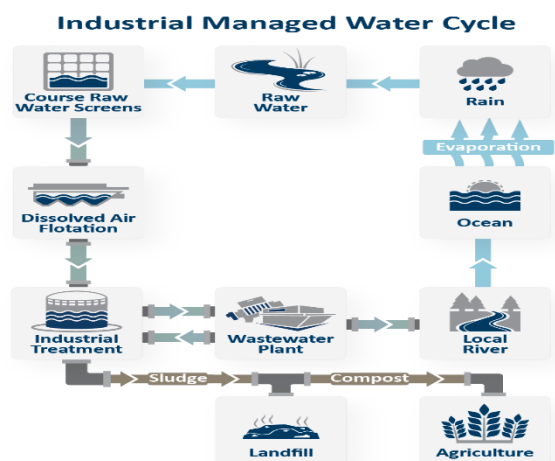 Industrial Managed Water Cycle
Course Raw
Water Screens
Raw
Water
Rain
Evaporation
Dissolved Air
Flotation
Ocean
Industrial
Treatment
Wastewater
Plant
Local
River
Sludge
Compost
Landfill
Agriculture